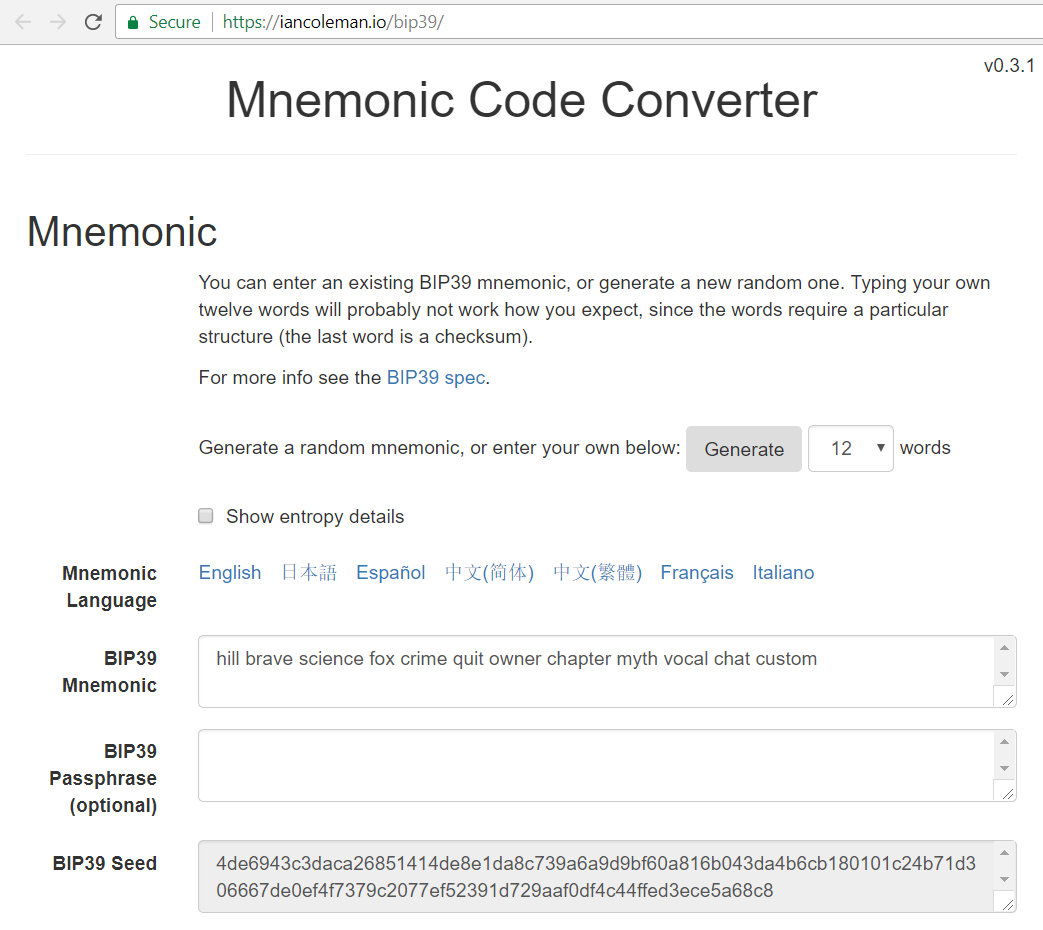 Secure | https://iancoleman.io/bip39/
v0.3.1
Mnemonic Code Converter
Mnemonic
You can enter an existing BIP39 mnemonic, or generate a new random one. Typing your own
twelve words will probably not work how you expect, since the words require a particular
structure (the last word is a checksum).
For more info see the BIP39 spec.
Generate a random mnemonic, or enter your own below: Generate 12 words
Show entropy details
Mnemonic
Language
English 日本語 Español 中文(简体) 中文(繁體) Français Italiano
BIP39
Mnemonic
hill brave science fox crime quit owner chapter myth vocal chat custom
BIP39
Passphrase
(optional)
BIP39 Seed
4de6943c3daca26851414de8e1da8c739a6a9d9bf60a816b043da4b6cb180101c24b71d3
06667de0ef4f7379c2077ef52391d729aaf0df4c44ffed3ece5a68c8